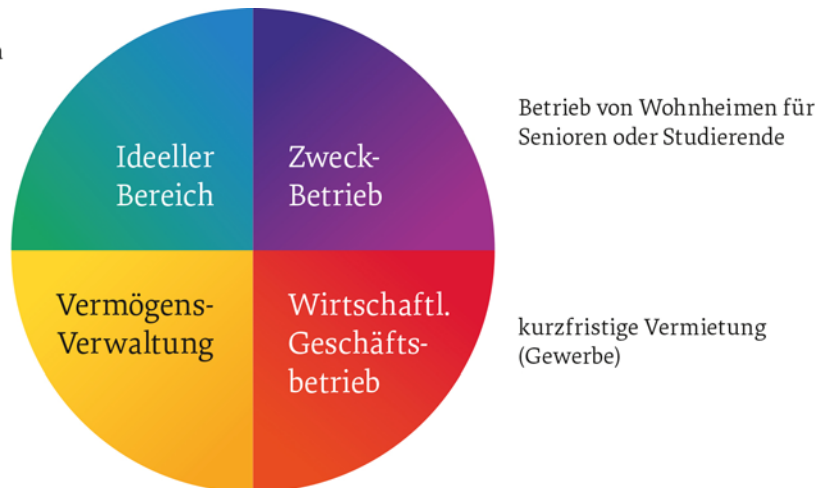 Ideeller
Bereich
Zweck-
Betrieb
Betrieb von Wohnheimen für
Senioren oder Studierende
Vermögens-
Verwaltung
Wirtschaftl.
Geschäfts-
betrieb
kurzfristige Vermietung
(Gewerbe)